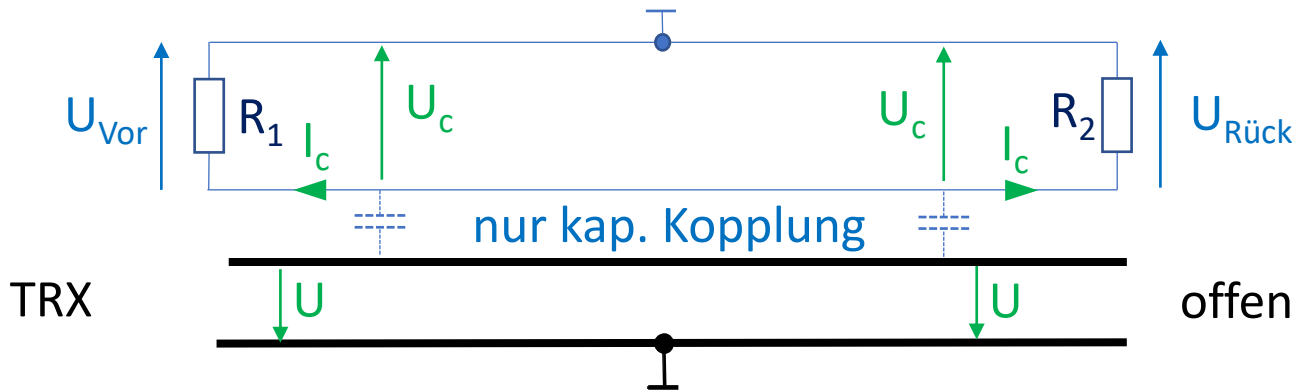 U_Vor R_1 U_c U_c R_2 U_Rück
I_c I_c
nur kap. Kopplung
TRX U U offen